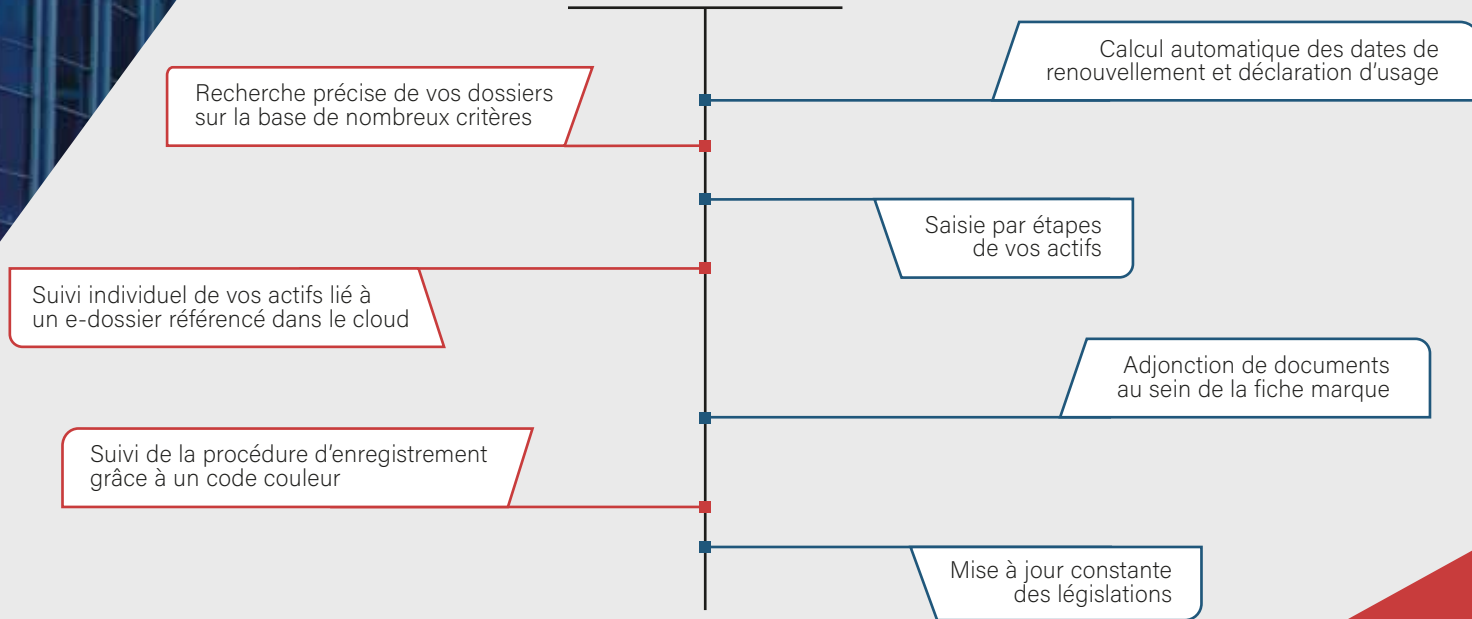 Calcul automatique des dates de
renouvellement et déclaration d'usage
Recherche précise de vos dossiers
sur la base de nombreux critères
Saisie par étapes
de vos actifs
Suivi individuel de vos actifs lié à
un e-dossier référencé dans le cloud
Adjonction de documents
au sein de la fiche marque
Suivi de la procédure d'enregistrement
grâce à un code couleur
Mise à jour constante
des législations